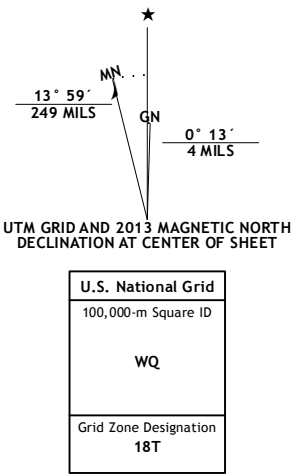 ★
MN
13° 59´
249 MILS
GN
0° 13´
4 MILS
UTM GRID AND 2013 MAGNETIC NORTH
DECLINATION AT CENTER OF SHEET
U.S. National Grid
100,000-m Square ID
WQ
Grid Zone Designation
18T